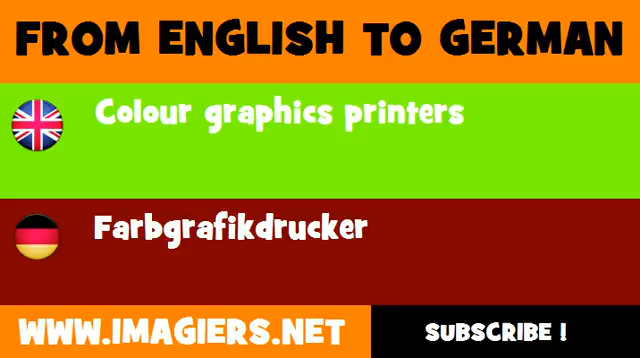 FROM ENGLISH TO GERMAN
Colour graphics printers
Farbgrafikdrucker
WWW.IMAGIERS.NET
SUBSCRIBE !